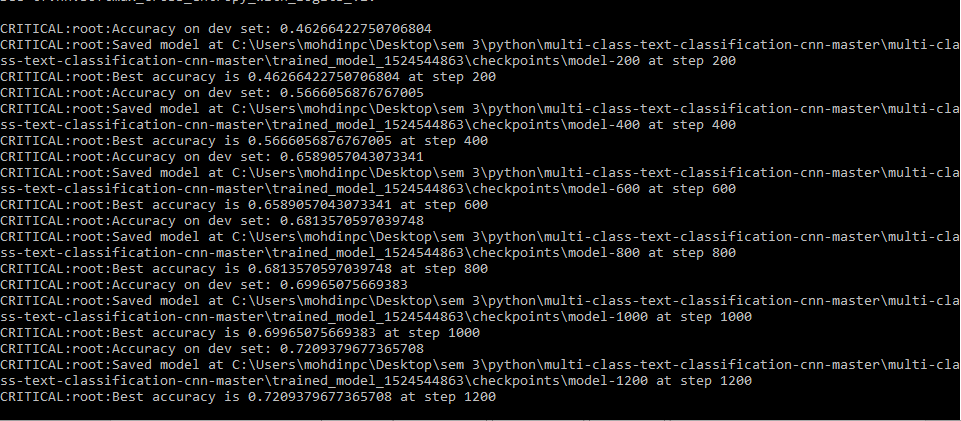 CRITICAL:root:Accuracy on dev set: 0.46266422750706804
CRITICAL:root:Saved model at C:\Users\mohdinpc\Desktop\sem 3\python\multi-class-text-classification-cnn-master\multi-cla
ss-text-classification-cnn-master\trained_model_1524544863\checkpoints\model-200 at step 200
CRITICAL:root:Best accuracy is 0.46266422750706804 at step 200
CRITICAL:root:Accuracy on dev set: 0.5666056876767005
CRITICAL:root:Saved model at C:\Users\mohdinpc\Desktop\sem 3\python\multi-class-text-classification-cnn-master\multi-cla
ss-text-classification-cnn-master\trained_model_1524544863\checkpoints\model-400 at step 400
CRITICAL:root:Best accuracy is 0.5666056876767005 at step 400
CRITICAL:root:Accuracy on dev set: 0.6589057043073341
CRITICAL:root:Saved model at C:\Users\mohdinpc\Desktop\sem 3\python\multi-class-text-classification-cnn-master\multi-cla
ss-text-classification-cnn-master\trained_model_1524544863\checkpoints\model-600 at step 600
CRITICAL:root:Best accuracy is 0.6589057043073341 at step 600
CRITICAL:root:Accuracy on dev set: 0.6813570597039748
CRITICAL:root:Saved model at C:\Users\mohdinpc\Desktop\sem 3\python\multi-class-text-classification-cnn-master\multi-cla
ss-text-classification-cnn-master\trained_model_1524544863\checkpoints\model-800 at step 800
CRITICAL:root:Best accuracy is 0.6813570597039748 at step 800
CRITICAL:root:Accuracy on dev set: 0.69965075669383
CRITICAL:root:Saved model at C:\Users\mohdinpc\Desktop\sem 3\python\multi-class-text-classification-cnn-master\multi-cla
ss-text-classification-cnn-master\trained_model_1524544863\checkpoints\model-1000 at step 1000
CRITICAL:root:Best accuracy is 0.69965075669383 at step 1000
CRITICAL:root:Accuracy on dev set: 0.7209379677365708
CRITICAL:root:Saved model at C:\Users\mohdinpc\Desktop\sem 3\python\multi-class-text-classification-cnn-master\multi-cla
ss-text-classification-cnn-master\trained_model_1524544863\checkpoints\model-1200 at step 1200
CRITICAL:root:Best accuracy is 0.7209379677365708 at step 1200